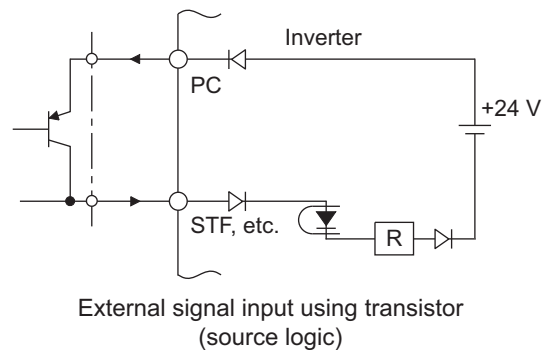 Inverter
PC
+24 V
STF, etc.
R
External signal input using transistor
(source logic)